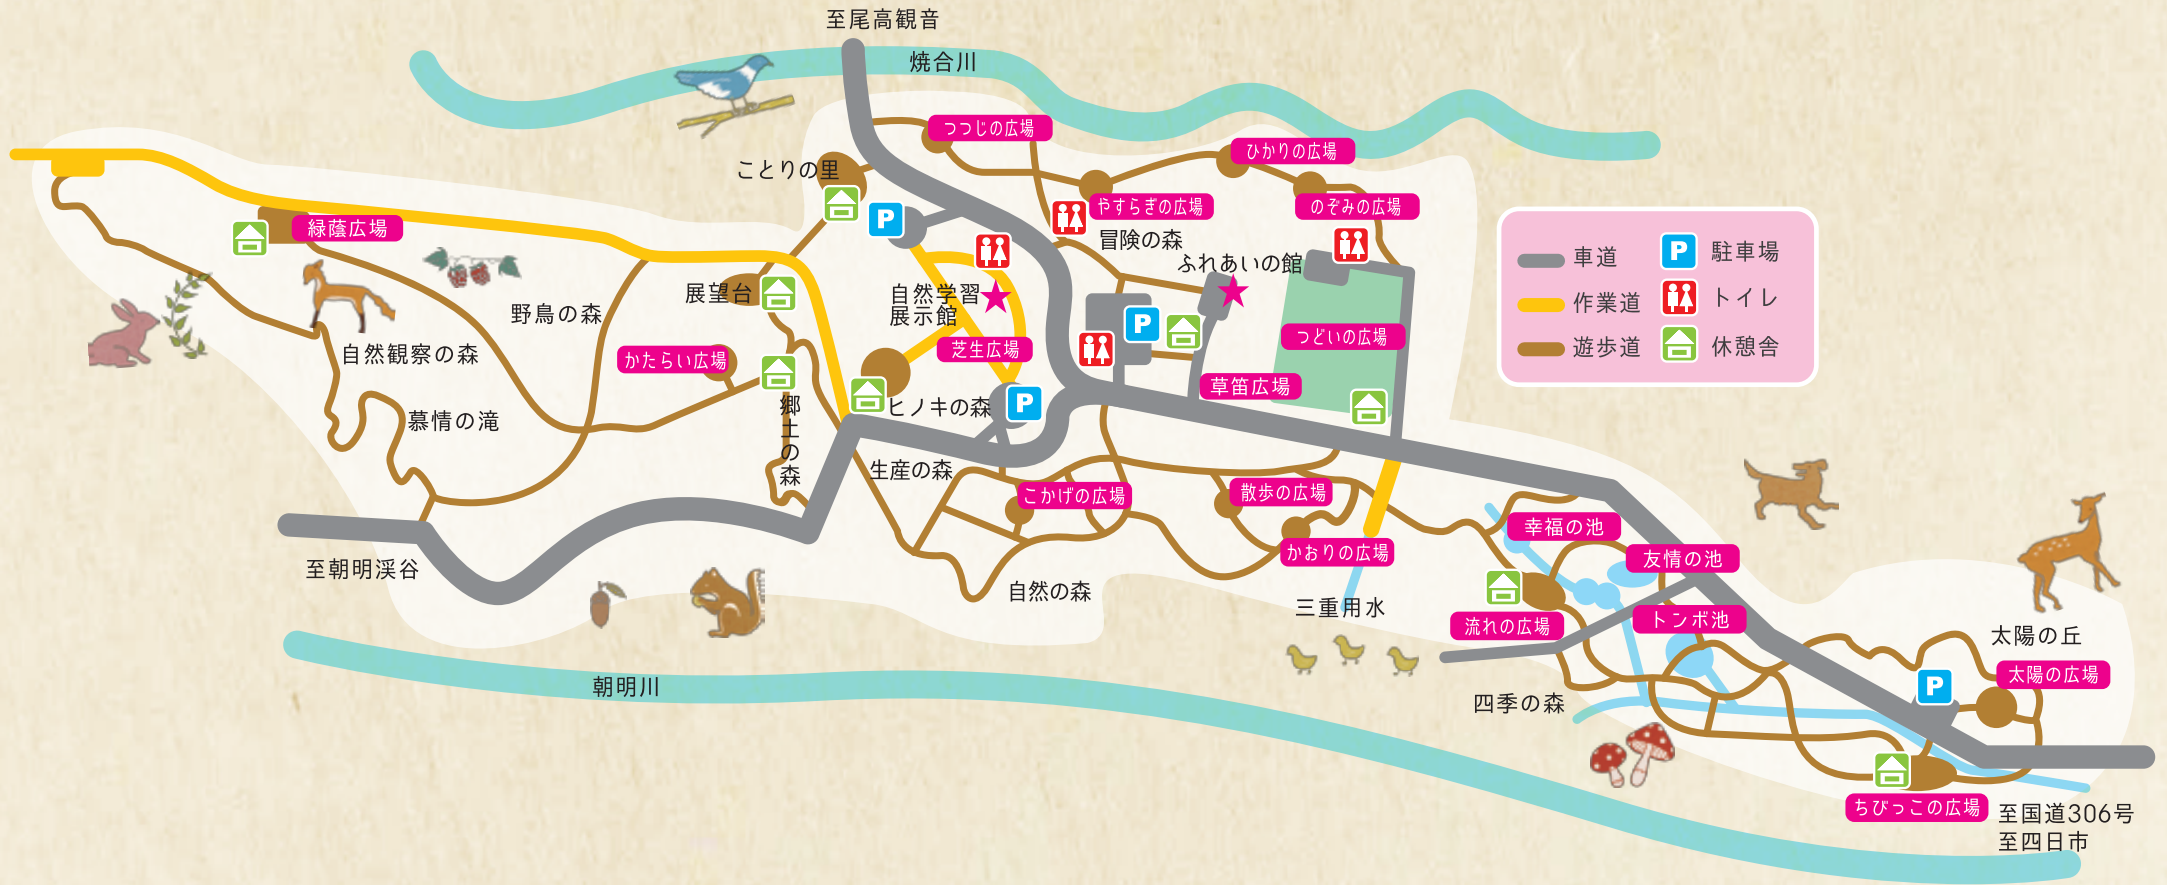 至尾高観音
焼合川
つつじの広場
ことりの里
ひかりの広場
やすらぎの広場
のぞみの広場
P
冒険の森
緑蔭広場
ふれあいの館
車道
P
駐車場
作業道
トイレ
遊歩道
休憩舎
展望台
自然学習
展示館
野鳥の森
P
つどいの広場
自然観察の森
かたらい広場
芝生広場
草笛広場
慕情の滝
郷土の森
ヒノキの森
P
生産の森
こかげの広場
散歩の広場
幸福の池
かおりの広場
友情の池
至朝明渓谷
自然の森
三重用水
流れの広場
トンボ池
太陽の丘
太陽の広場
朝明川
P
四季の森
ちびっこの広場
至国道306号
至四日市